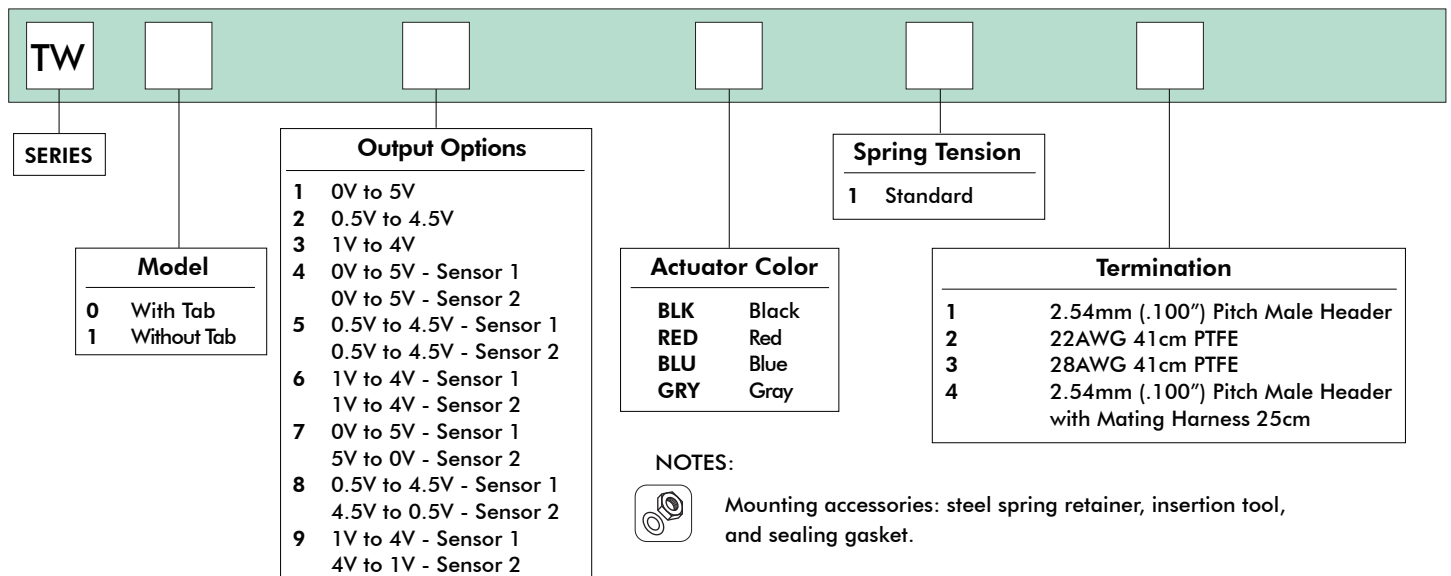 TW
SERIES
Model
0 With Tab
1 Without Tab
Output Options
1 0V to 5V
2 0.5V to 4.5V
3 1V to 4V
4 0V to 5V - Sensor 1
0V to 5V - Sensor 2
5 0.5V to 4.5V - Sensor 1
0.5V to 4.5V - Sensor 2
6 1V to 4V - Sensor 1
1V to 4V - Sensor 2
7 0V to 5V - Sensor 1
5V to 0V - Sensor 2
8 0.5V to 4.5V - Sensor 1
4.5V to 0.5V - Sensor 2
9 1V to 4V - Sensor 1
4V to 1V - Sensor 2
Actuator Color
BLK Black
RED Red
BLU Blue
GRY Gray
Spring Tension
1 Standard
Termination
1 2.54mm (.100”) Pitch Male Header
2 22AWG 41cm PTFE
3 28AWG 41cm PTFE
4 2.54mm (.100”) Pitch Male Header
with Mating Harness 25cm
NOTES:
Mounting accessories: steel spring retainer, insertion tool,
and sealing gasket.